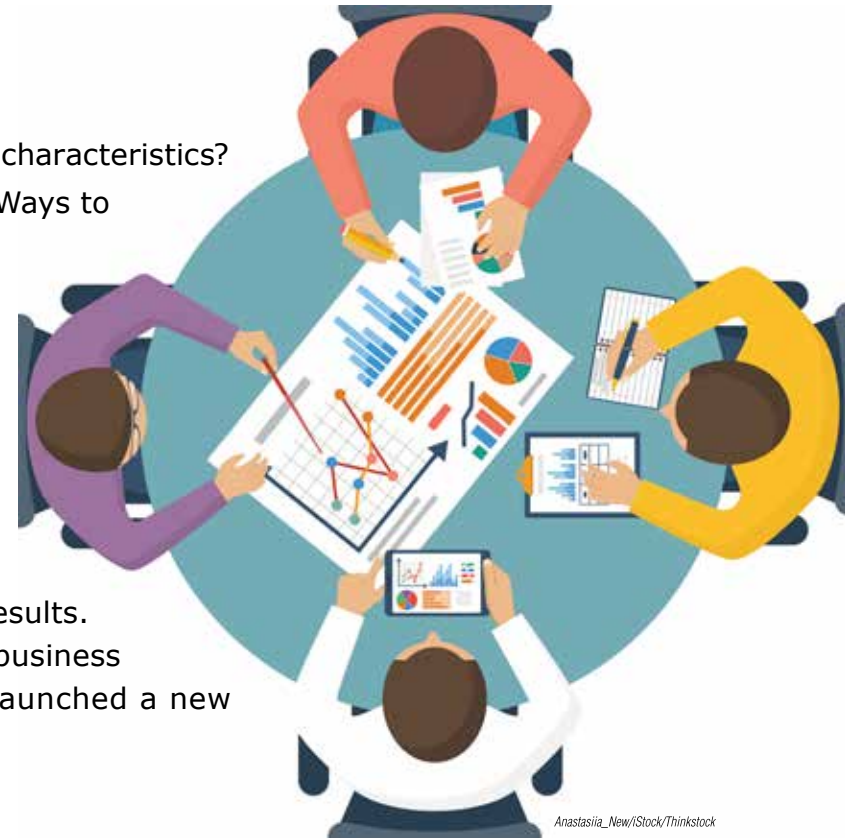 characteristics?
Ways to
esults.
business
aunched a new
Anastasiia_New/iStock/Thinkstock